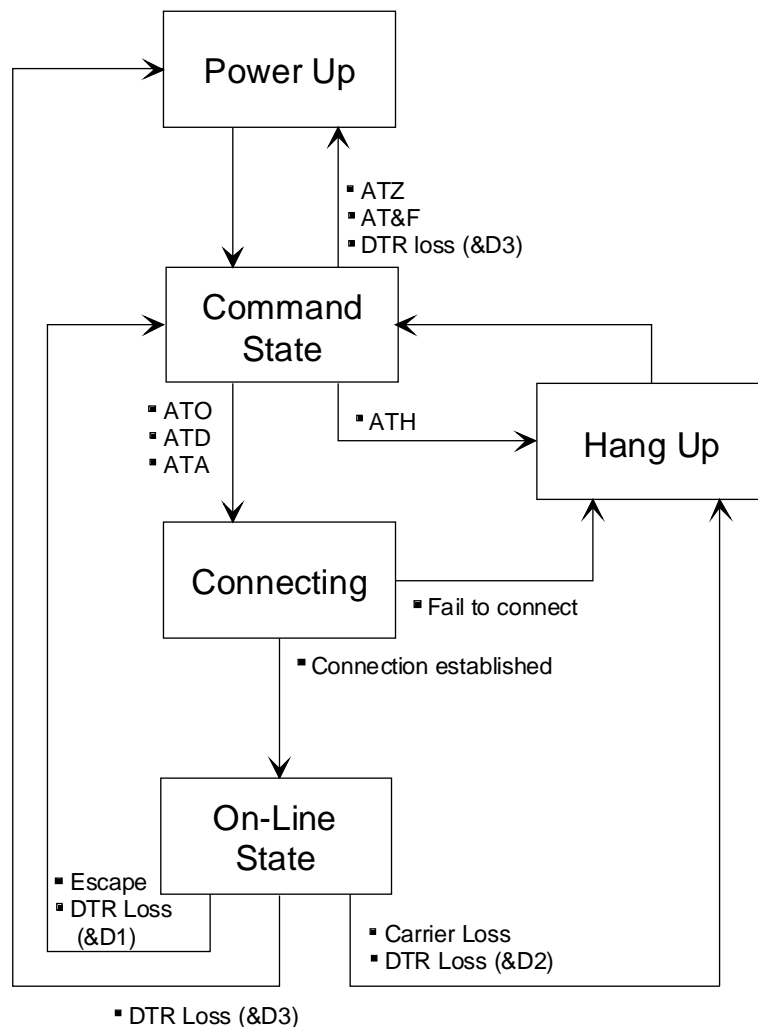 Power Up
▪ ATZ
▪ AT&F
▪ DTR loss (&D3)
Command
State
▪ ATO
▪ ATD
▪ ATA
▪ ATH
Hang Up
Connecting
▪ Fail to connect
▪ Connection established
On-Line
State
▪ Escape
▪ DTR Loss
(&D1)
▪ Carrier Loss
▪ DTR Loss (&D2)
▪ DTR Loss (&D3)